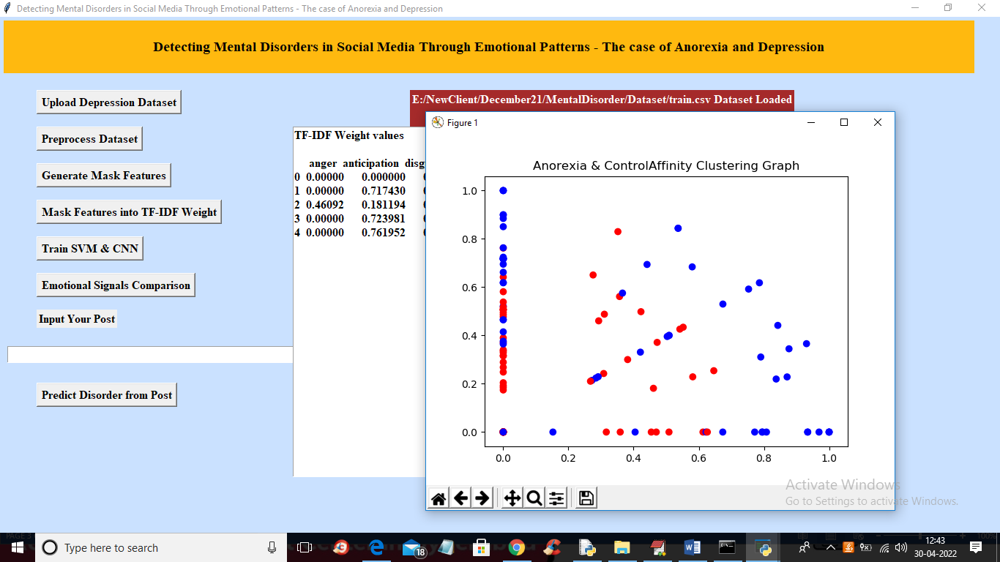 Detecting Mental Disorders in Social Media Through Emotional Patterns - The case of Anorexia and Depression
Detecting Mental Disorders in Social Media Through Emotional Patterns - The case of Anorexia and Depression
Upload Depression Dataset
E:/NewClient/December21/MentalDisorder/Dataset/train.csv Dataset Loaded
Preprocess Dataset
Generate Mask Features
Mask Features into TF-IDF Weight
Train SVM & CNN
Emotional Signals Comparison
Input Your Post
Predict Disorder from Post
TF-IDF Weight values
anger anticipation disg
0 0.00000 0.000000
1 0.00000 0.717430
2 0.46092 0.181194
3 0.00000 0.723981
4 0.00000 0.761952
Figure 1
Anorexia & ControlAffinity Clustering Graph
1.0
0.8
0.6
0.4
0.2
0.0
0.0 0.2 0.4 0.6 0.8 1.0
Activate Windows
Go to Settings to activate Windows.
Type here to search
18
12:43
30-04-2022